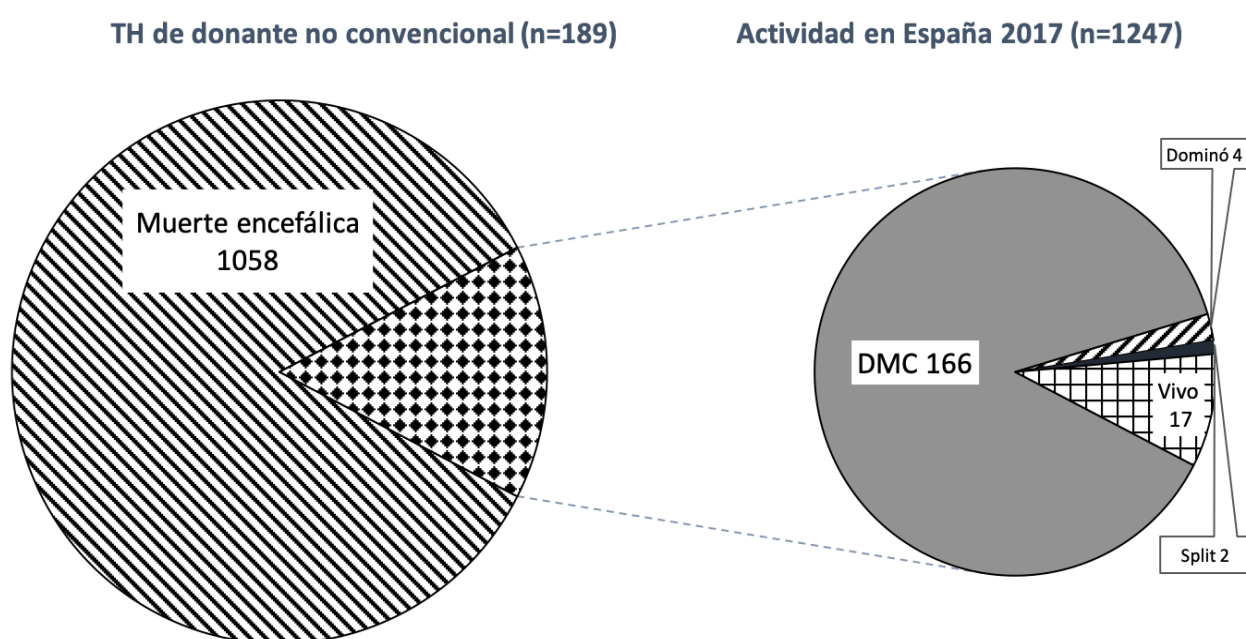 TH de donante no convencional (n=189)
Actividad en España 2017 (n=1247)
Dominó 4
Muerte encefálica
1058
DMC 166
Vivo
17
Split 2